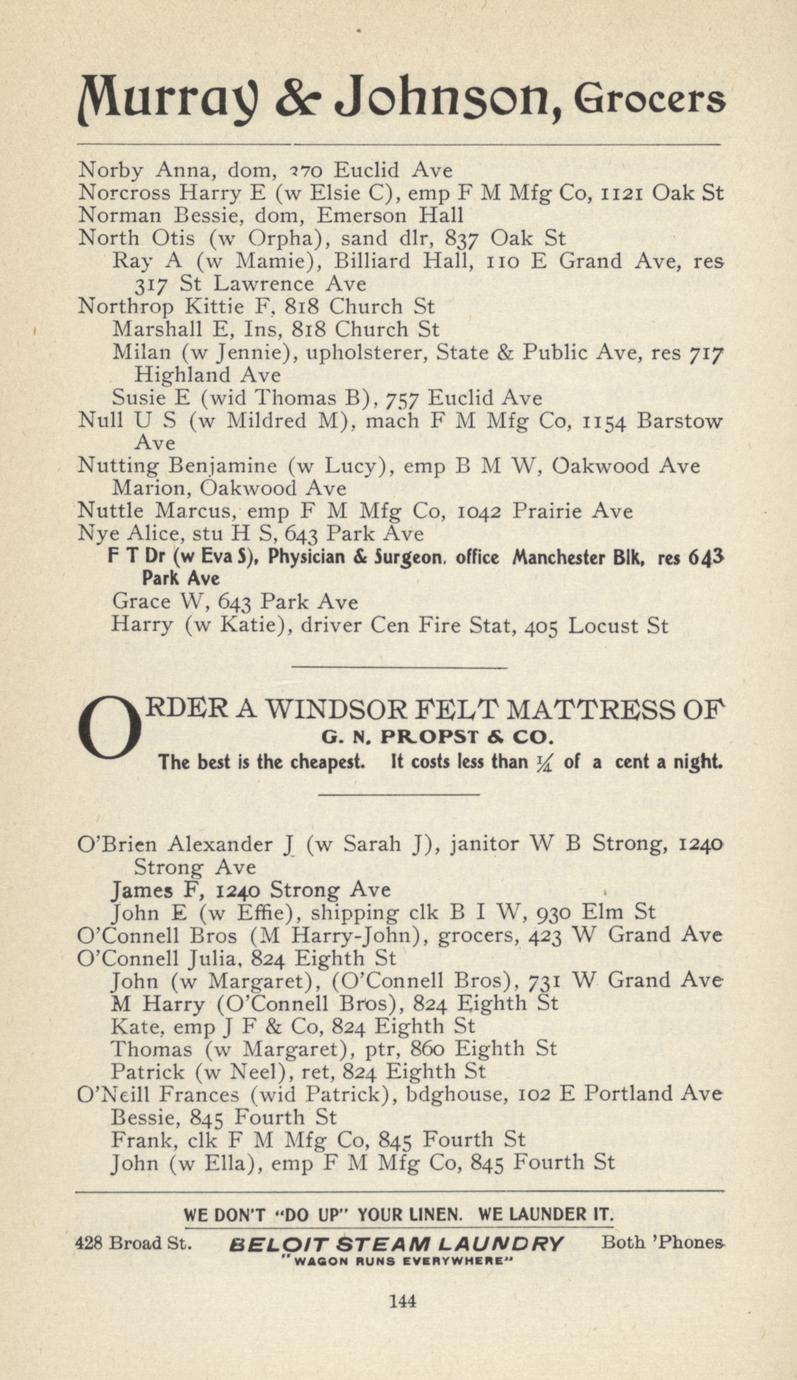 Murray & Johnson, Grocers
Norby Anna, dom, 270 Euclid Ave
Norcross Harry E (w Elsie C), emp F M Mfg Co, 1121 Oak St
Norman Bessie, dom, Emerson Hall
North Otis (w Orpha), sand dlr, 837 Oak St
Ray A (w Mamie), Billiard Hall, 110 E Grand Ave, res
317 St Lawrence Ave
Northrop Kittie F, 818 Church St
Marshall E, Ins, 818 Church St
Milan (w Jennie), upholsterer, State & Public Ave, res 717
Highland Ave
Susie E (wid Thomas B), 757 Euclid Ave
Null U S (w Mildred M), mach F M Mfg Co, 1154 Barstow
Ave
Nutting Benjamine (w Lucy), emp B M W, Oakwood Ave
Marion, Oakwood Ave
Nuttle Marcus, emp F M Mfg Co, 1042 Prairie Ave
Nye Alice, stu H S, 643 Park Ave
F T Dr (w Eva S), Physician & Surgeon, office Manchester Blk, res 643
Park Ave
Grace W, 643 Park Ave
Harry (w Katie), driver Cen Fire Stat, 405 Locust St
ORDER A WINDSOR FELT MATTRESS OF
G. N. PROPST & CO.
The best is the cheapest. It costs less than ¼ of a cent a night.
O'Brien Alexander J (w Sarah J), janitor W B Strong, 1240
Strong Ave
James F, 1240 Strong Ave
John E (w Effie), shipping clk B I W, 930 Elm St
O'Connell Bros (M Harry-John), grocers, 423 W Grand Ave
O'Connell Julia, 824 Eighth St
John (w Margaret), (O'Connell Bros), 731 W Grand Ave
M Harry (O'Connell Bros), 824 Eighth St
Kate, emp J F & Co, 824 Eighth St
Thomas (w Margaret), ptr, 860 Eighth St
Patrick (w Neel), ret, 824 Eighth St
O'Neill Frances (wid Patrick), bdghouse, 102 E Portland Ave
Bessie, 845 Fourth St
Frank, clk F M Mfg Co, 845 Fourth St
John (w Ella), emp F M Mfg Co, 845 Fourth St
WE DON'T "DO UP" YOUR LINEN. WE LAUNDER IT.
428 Broad St. BELOIT STEAM LAUNDRY Both 'Phones
"WAGON RUNS EVERYWHERE"
144